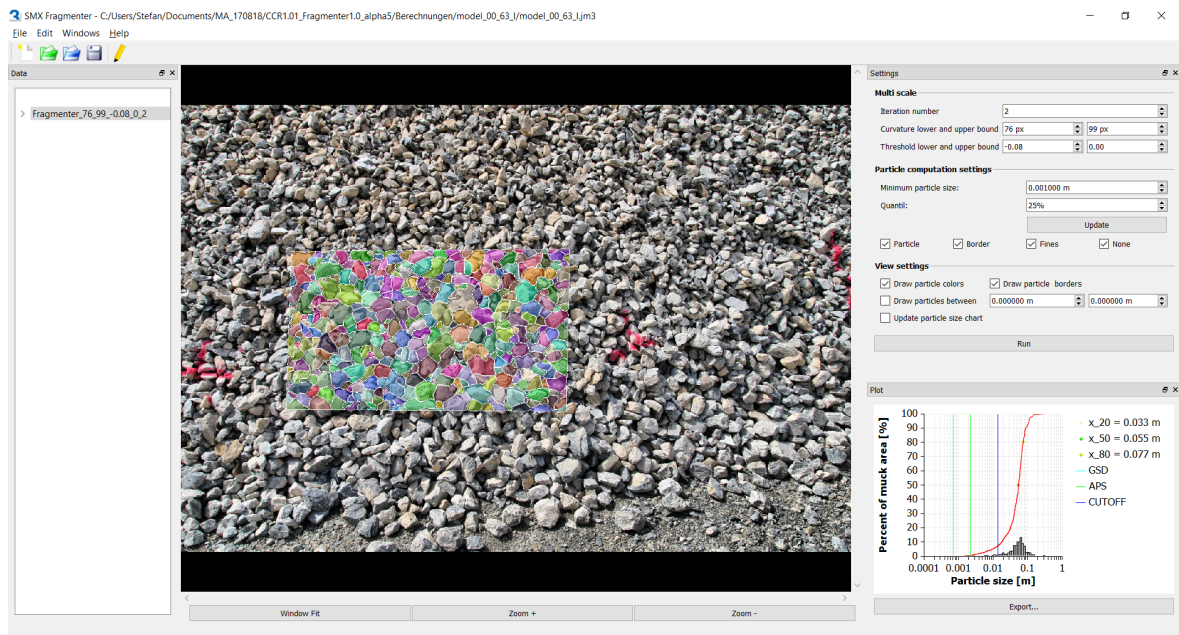 SMX Fragmenter - C:/Users/Stefan/Documents/MA_170818/CCR1.01_Fragmenter1.0_alpha5/Berechnungen/model_00_63_I/model_00_63_I.jm3
File Edit Windows Help
Data
Fragmenter_76_99_-0.08_0_2
Window Fit Zoom + Zoom -
Settings
Multi scale
Iteration number 2
Curvature lower and upper bound 76 px 99 px
Threshold lower and upper bound -0.08 0.00
Particle computation settings
Minimum particle size: 0.001000 m
Quantil: 25%
Update
Particle Border Fines None
View settings
Draw particle colors Draw particle borders
Draw particles between 0.000000 m 0.000000 m
Update particle size chart
Run
Plot
Percent of muck area [%]
100
90
80
70
60
50
40
30
20
10
0
0.0001 0.001 0.01 0.1 1
Particle size [m]
x_20 = 0.033 m
x_50 = 0.055 m
x_80 = 0.077 m
GSD
APS
CUTOFF
Export...